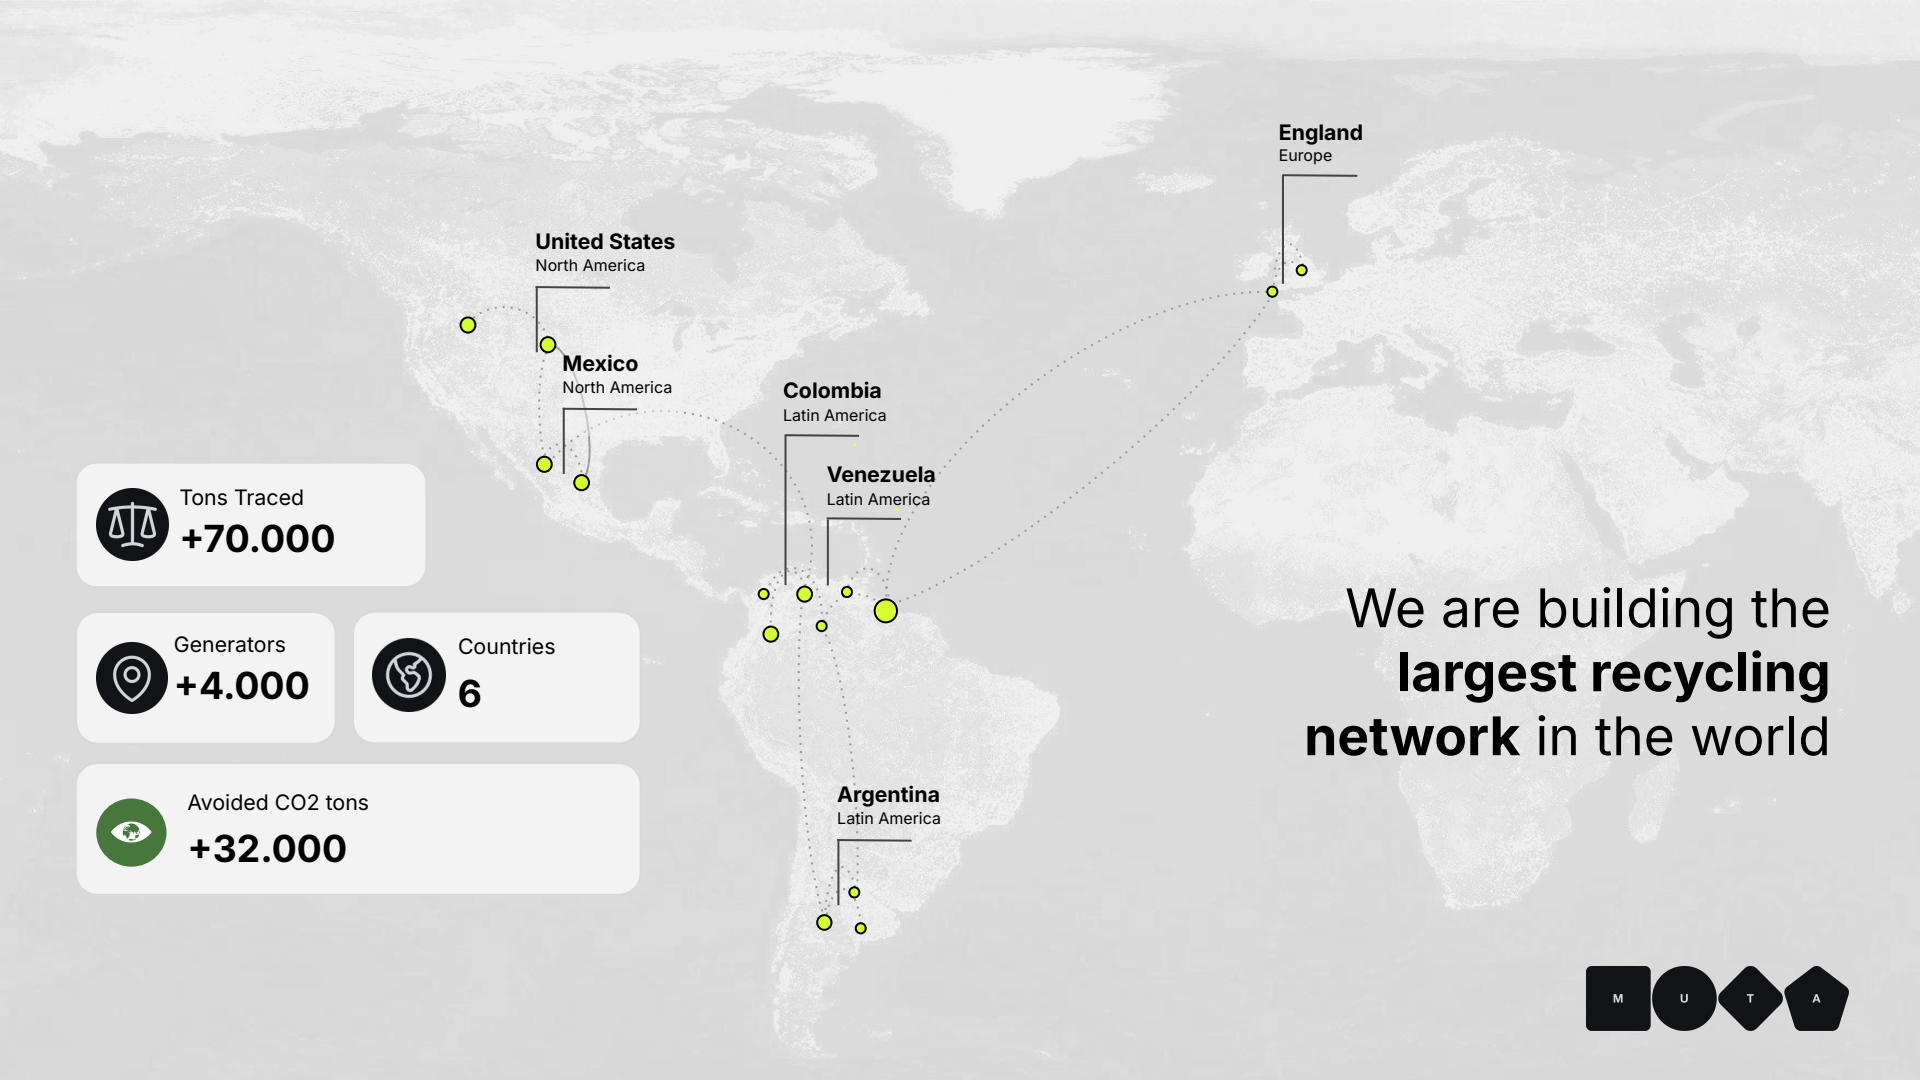 England
Europe
United States
North America
Mexico
North America
Colombia
Latin America
Venezuela
Latin America
Tons Traced
+70.000
Generators
+4.000
Countries
6
Avoided CO2 tons
+32.000
We are building the
largest recycling
network in the world
Argentina
Latin America
M U T A